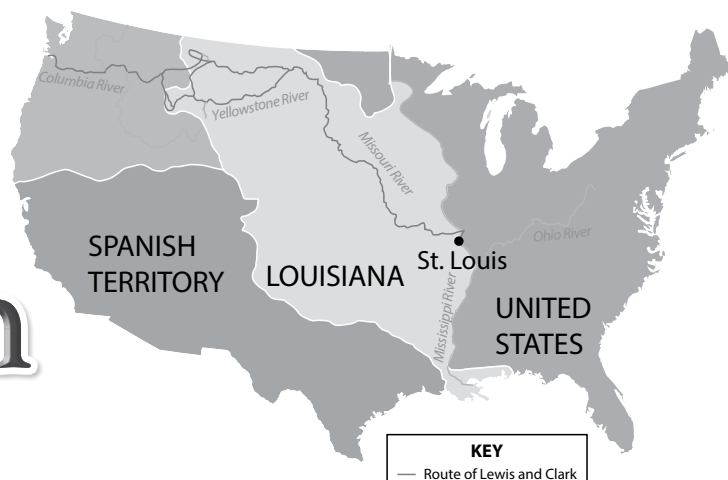 Columbia River
Yellowstone River
Missouri River
Ohio River
SPANISH
TERRITORY
LOUISIANA
St. Louis
Mississippi River
UNITED
STATES
n
KEY
Route of Lewis and Clark